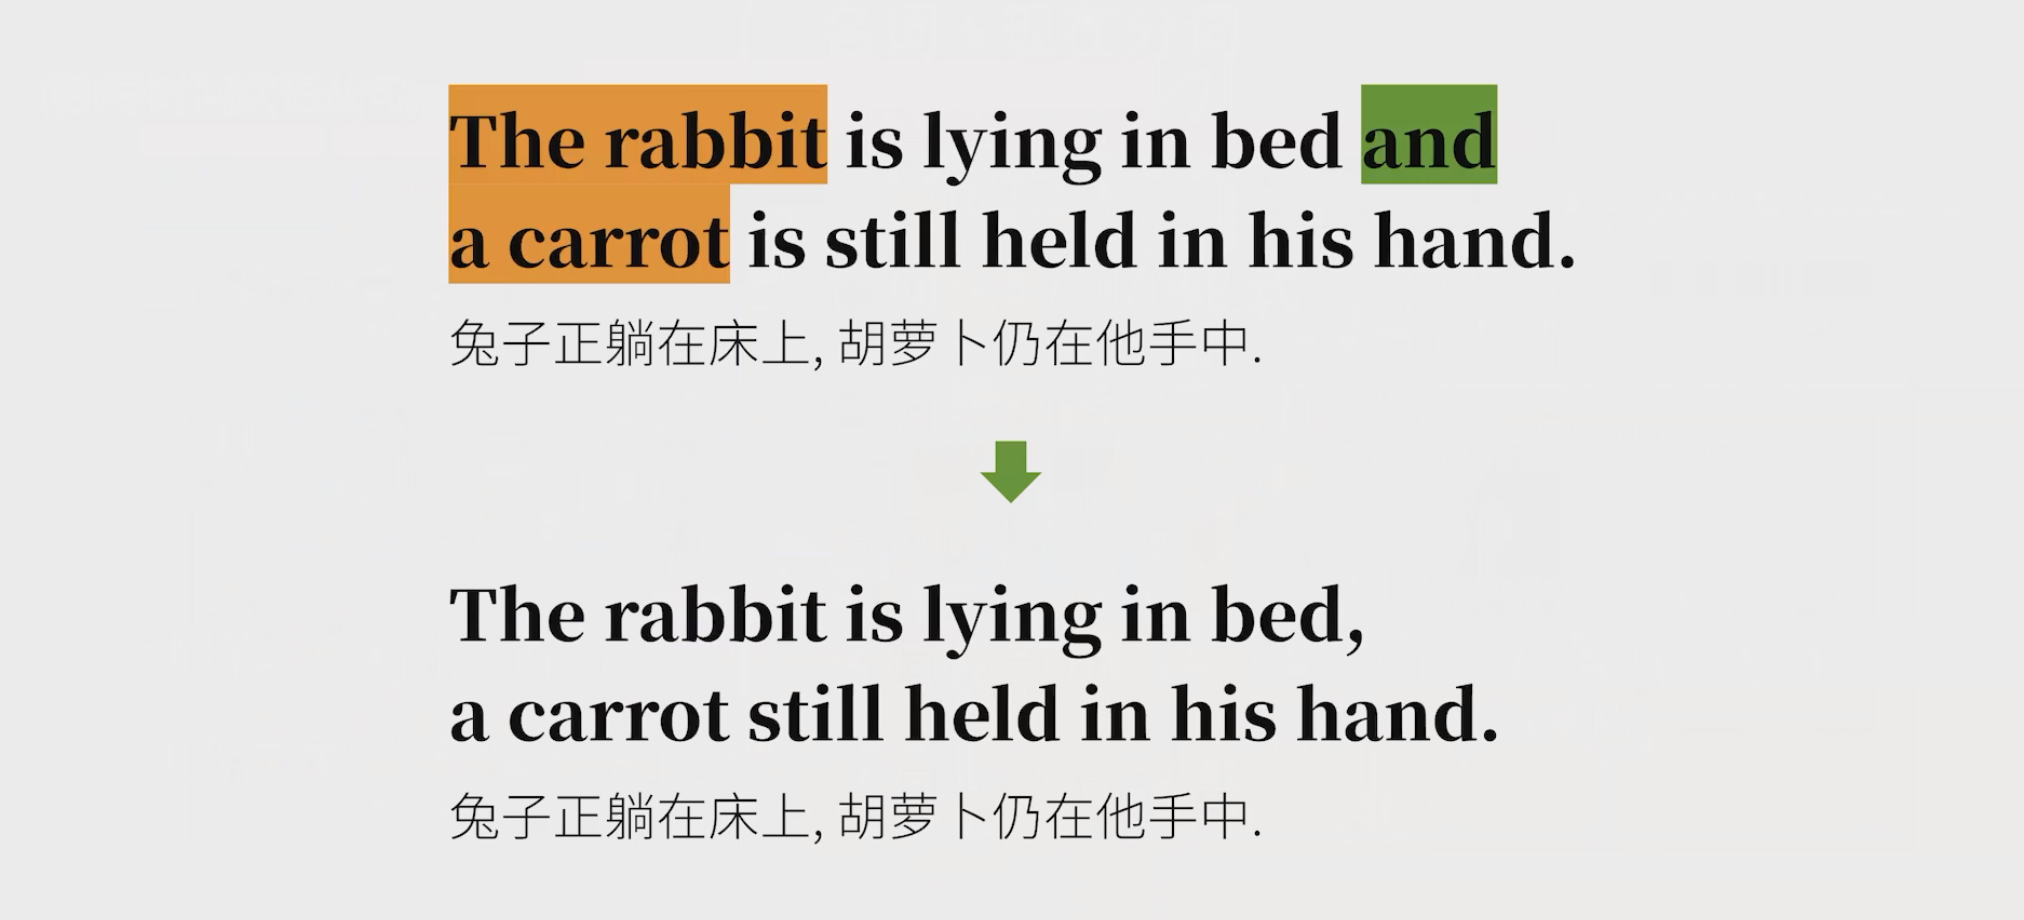 The rabbit is lying in bed and
a carrot is still held in his hand.
兔子正躺在床上, 胡萝卜仍在他手中.
The rabbit is lying in bed,
a carrot still held in his hand.
兔子正躺在床上, 胡萝卜仍在他手中.